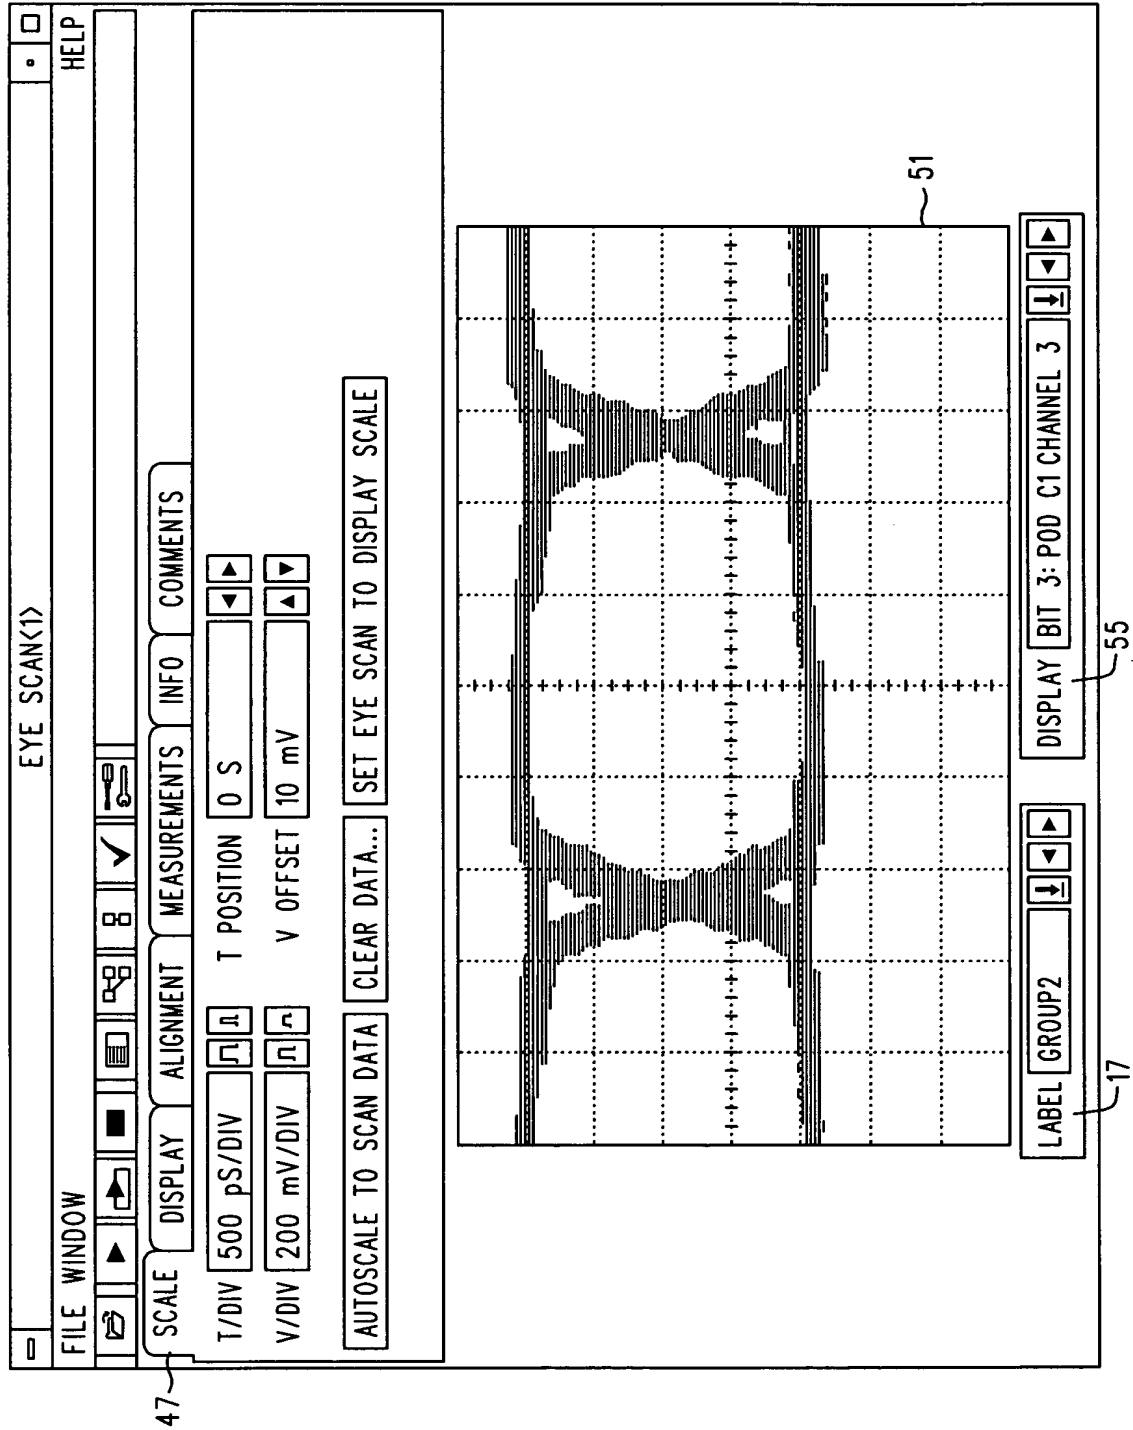 EYE SCAN<1>
FILE WINDOW HELP
SCALE DISPLAY ALIGNMENT MEASUREMENTS INFO COMMENTS
47
T/DIV 500 pS/DIV T POSITION 0 S
V/DIV 200 mV/DIV V OFFSET 10 mV
AUTOSCALE TO SCAN DATA CLEAR DATA... SET EYE SCAN TO DISPLAY SCALE
51
LABEL GROUP2 DISPLAY BIT 3: POD C1 CHANNEL 3
17 55